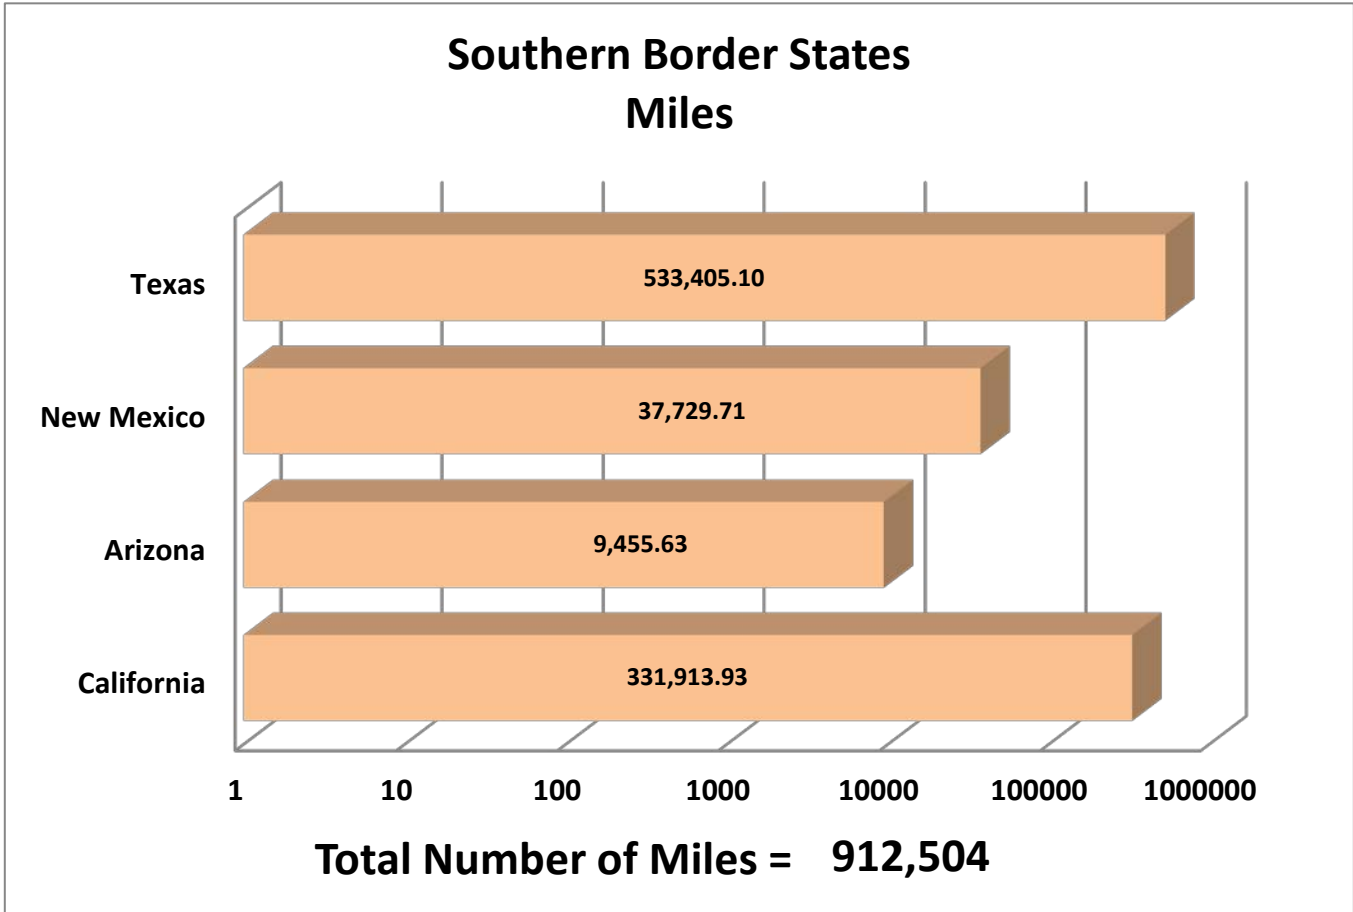 Southern Border States
Miles
Texas
533,405.10
New Mexico
37,729.71
Arizona
9,455.63
California
331,913.93
1 10 100 1000 10000 100000 1000000
Total Number of Miles = 912,504